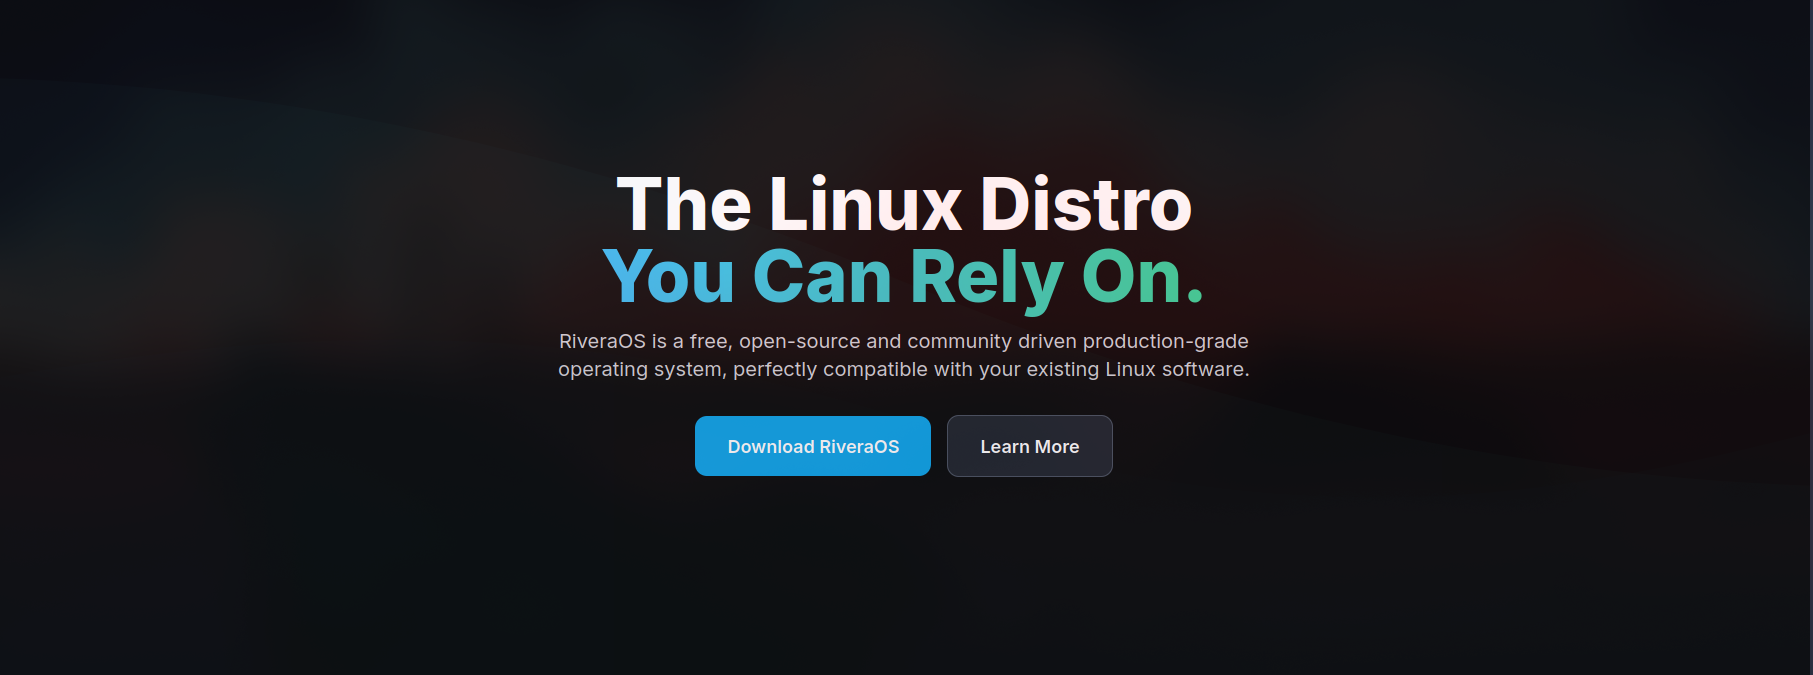 The Linux Distro
You Can Rely On.
RiveraOS is a free, open-source and community driven production-grade
operating system, perfectly compatible with your existing Linux software.
Download RiveraOS
Learn More